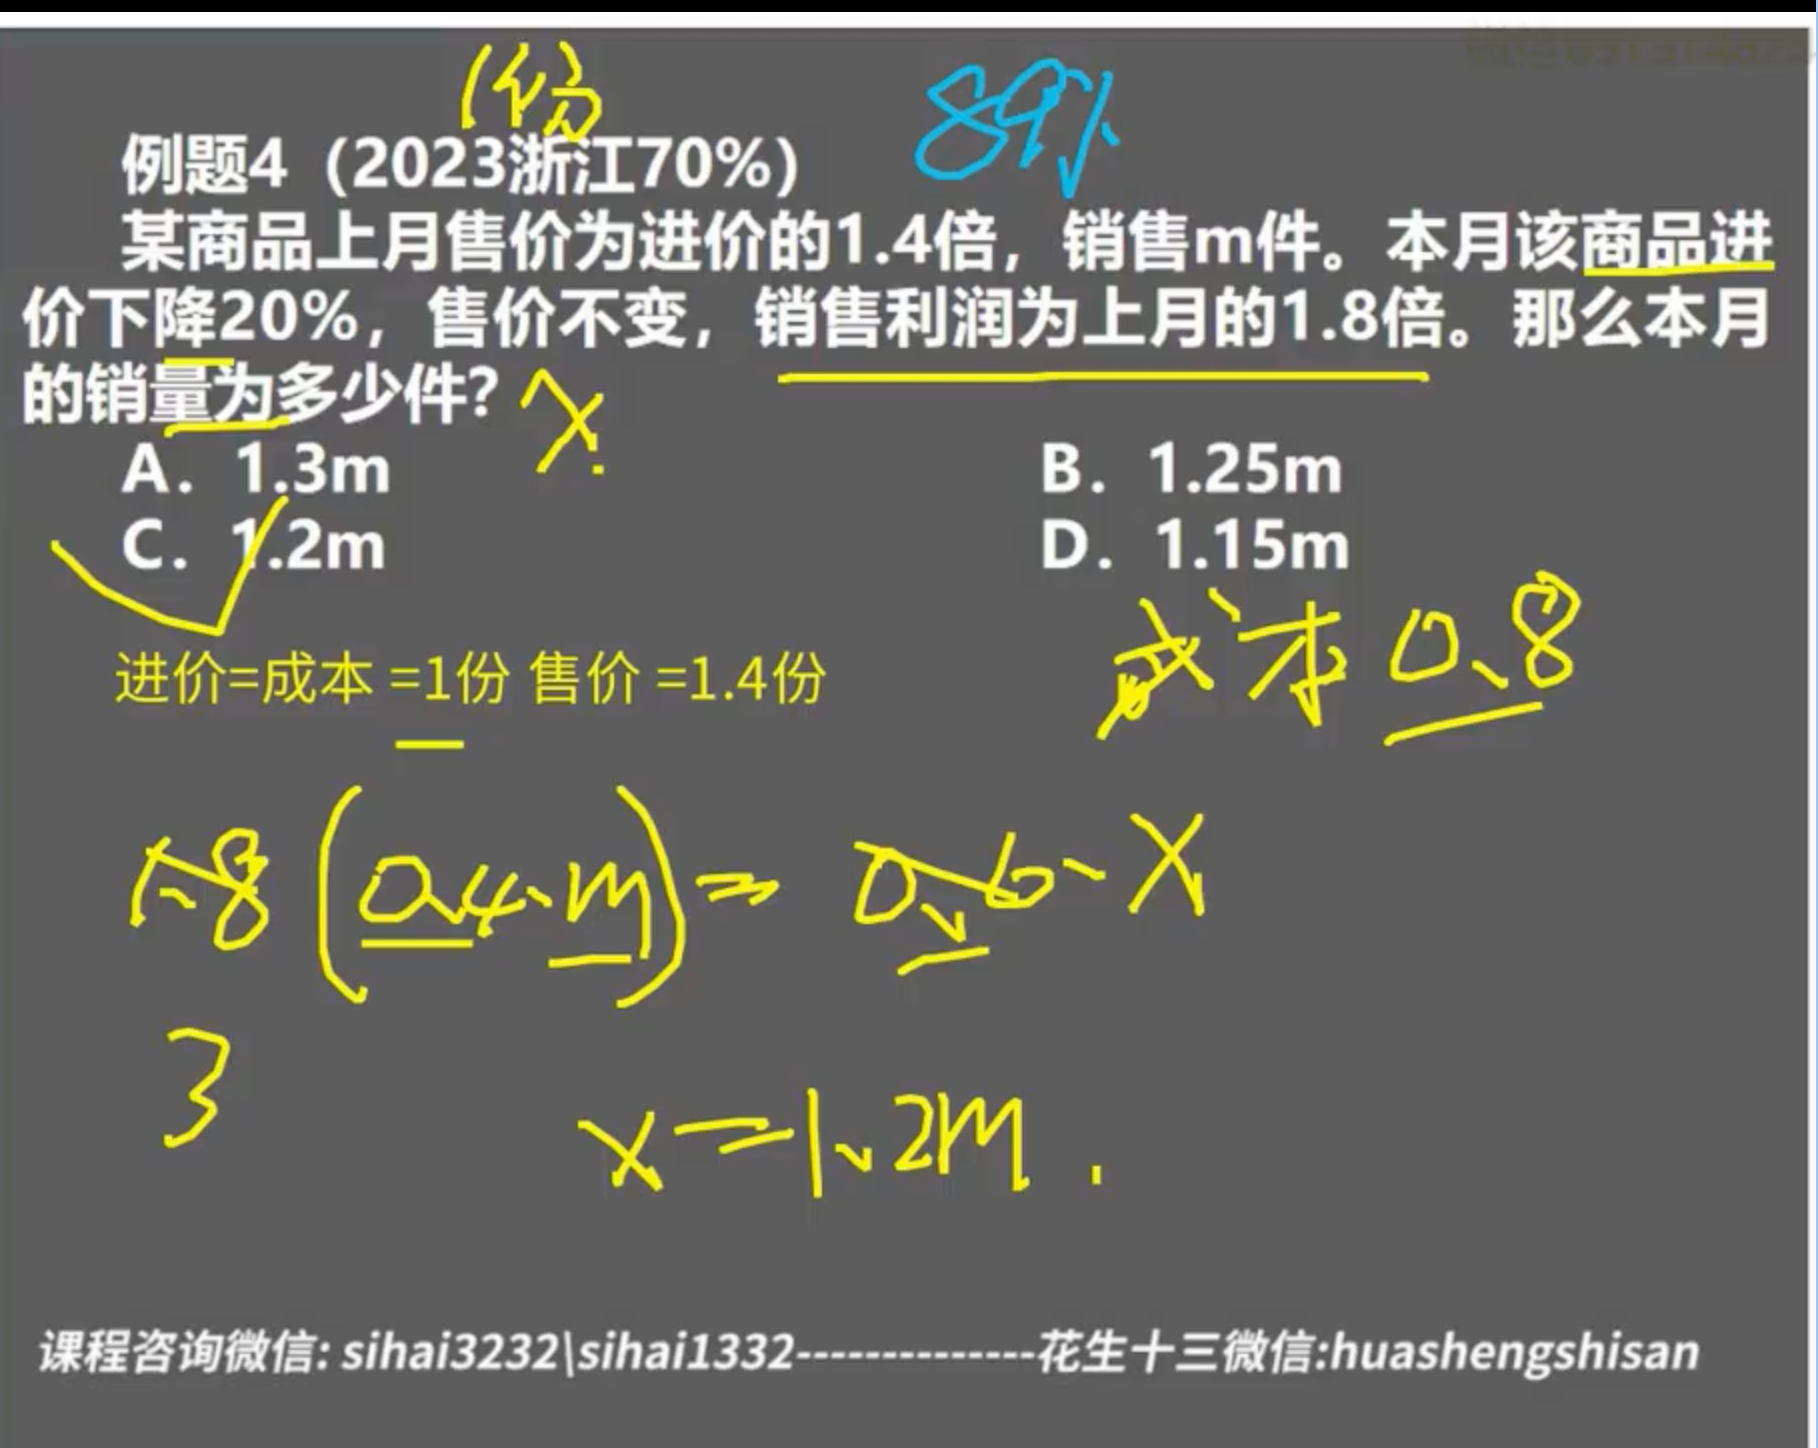 1份
89%
例题4（2023浙江70%）
某商品上月售价为进价的1.4倍，销售m件。本月该商品进
价下降20%，售价不变，销售利润为上月的1.8倍。那么本月
的销量为多少件？ x
A. 1.3m
B. 1.25m
C. 1.2m
D. 1.15m
成本 0.8
进价=成本 =1份 售价 =1.4份
1.8(0.4·m)=0.6·x
3
x=1.2m.
课程咨询微信: sihai3232\sihai1332--------------花生十三微信:huashengshisan